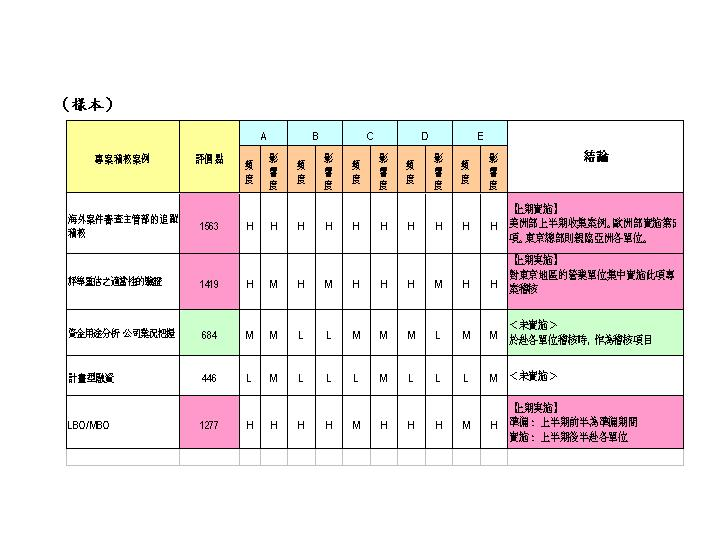 （樣本）
A B C D E
專案稽核案例 評価點 頻度 影響度 頻度 影響度 頻度 影響度 頻度 影響度 頻度 影響度 結論
海外案件審查主管部的追蹤
稽核
1563 H H H H H H H H H H
【上期實施】
美洲部上半期收集案例。歐洲部實施第5
項。東京總部則親臨亞洲各單位。
評等重估之適當性的驗證 1419 H M H M H H H M H H
【上期実施】
對東京地區的營業單位集中實施此項專
案稽核
資金用途分析 公司業況把握 684 M M L L M M M L M M
＜未實施＞
於赴各單位稽核時，作為稽核項目
計畫型融資 446 L M L L L M L L L M ＜未實施＞
LBO/MBO 1277 H H H H M H H H M H
【上期実施】
準備： 上半期前半為準備期間
實施： 上半期後半赴各單位